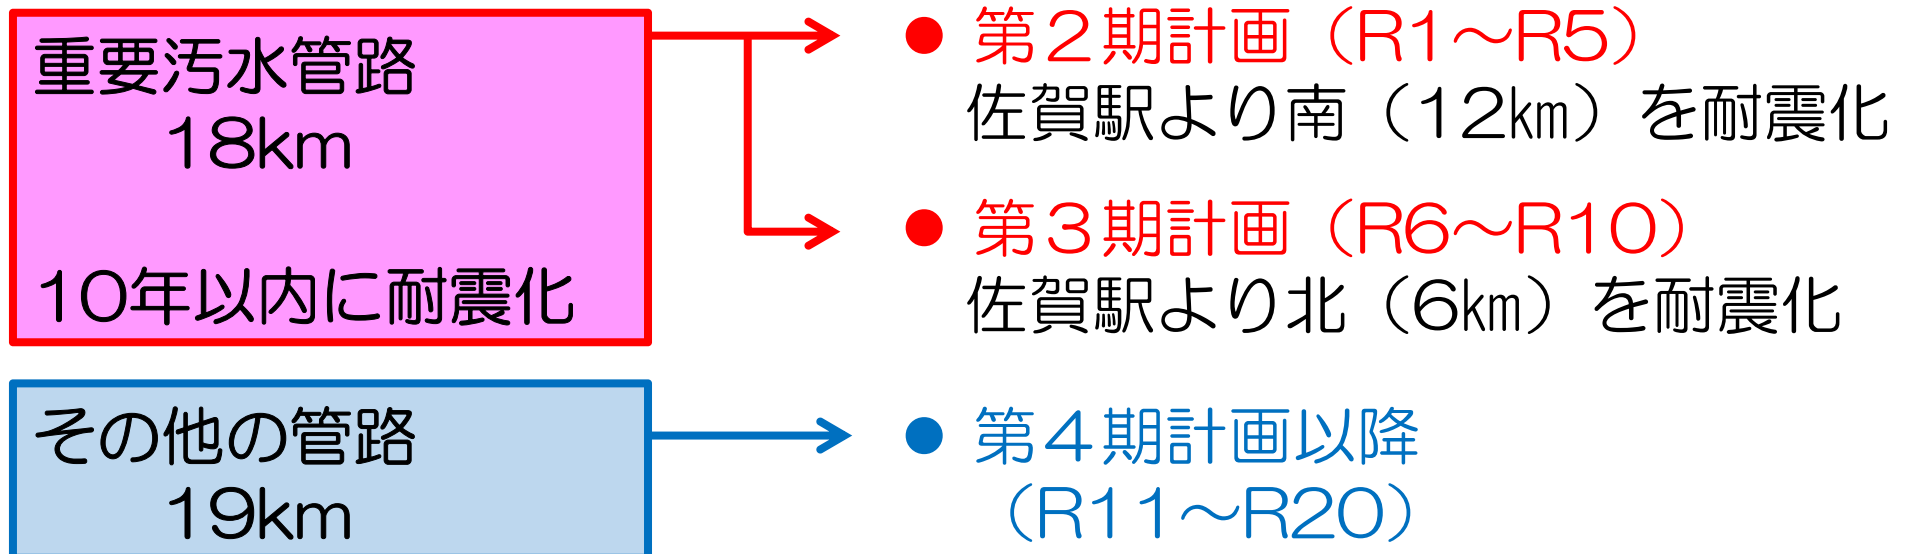 重要汚水管路
18km
10年以内に耐震化
● 第２期計画（R1～R5）
佐賀駅より南（12㎞）を耐震化
● 第３期計画（R6～R10）
佐賀駅より北（6㎞）を耐震化
その他の管路
19km
● 第４期計画以降
（R11～R20）